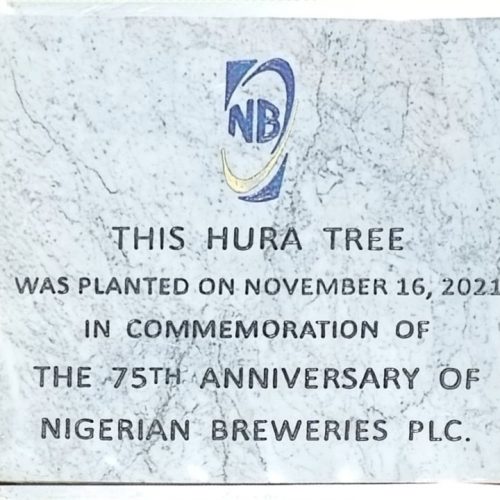 NB
THIS HURA TREE
WAS PLANTED ON NOVEMBER 16, 2021
IN COMMEMORATION OF
THE 75TH ANNIVERSARY OF
NIGERIAN BREWERIES PLC.